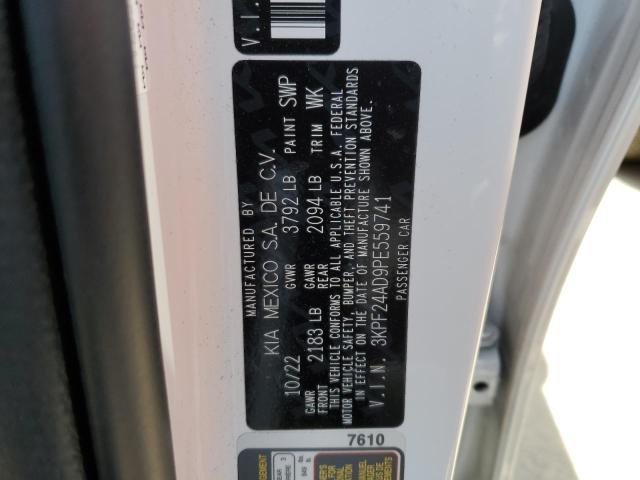 V.I.
MANUFACTURED BY
KIA MEXICO S.A. DE C.V.
10/22 GVWR 3792 LB PAINT SWP
GAWR FRONT 2183 LB GAWR REAR 2094 LB TRIM WK
THIS VEHICLE CONFORMS TO ALL APPLICABLE U.S.A. FEDERAL
MOTOR VEHICLE SAFETY, BUMPER, AND THEFT PREVENTION STANDARDS
IN EFFECT ON THE DATE OF MANUFACTURE SHOWN ABOVE.
V.I.N. 3KPF24AD9PE559741
PASSENGER CAR
7610